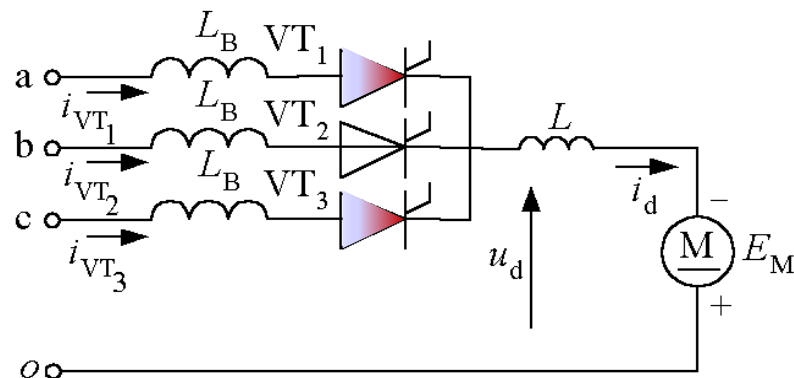 L_B VT_1
a
i_VT_1 L_B VT_2 L
b
i_VT_2 L_B VT_3 i_d −
c M E_M
i_VT_3 u_d +
o